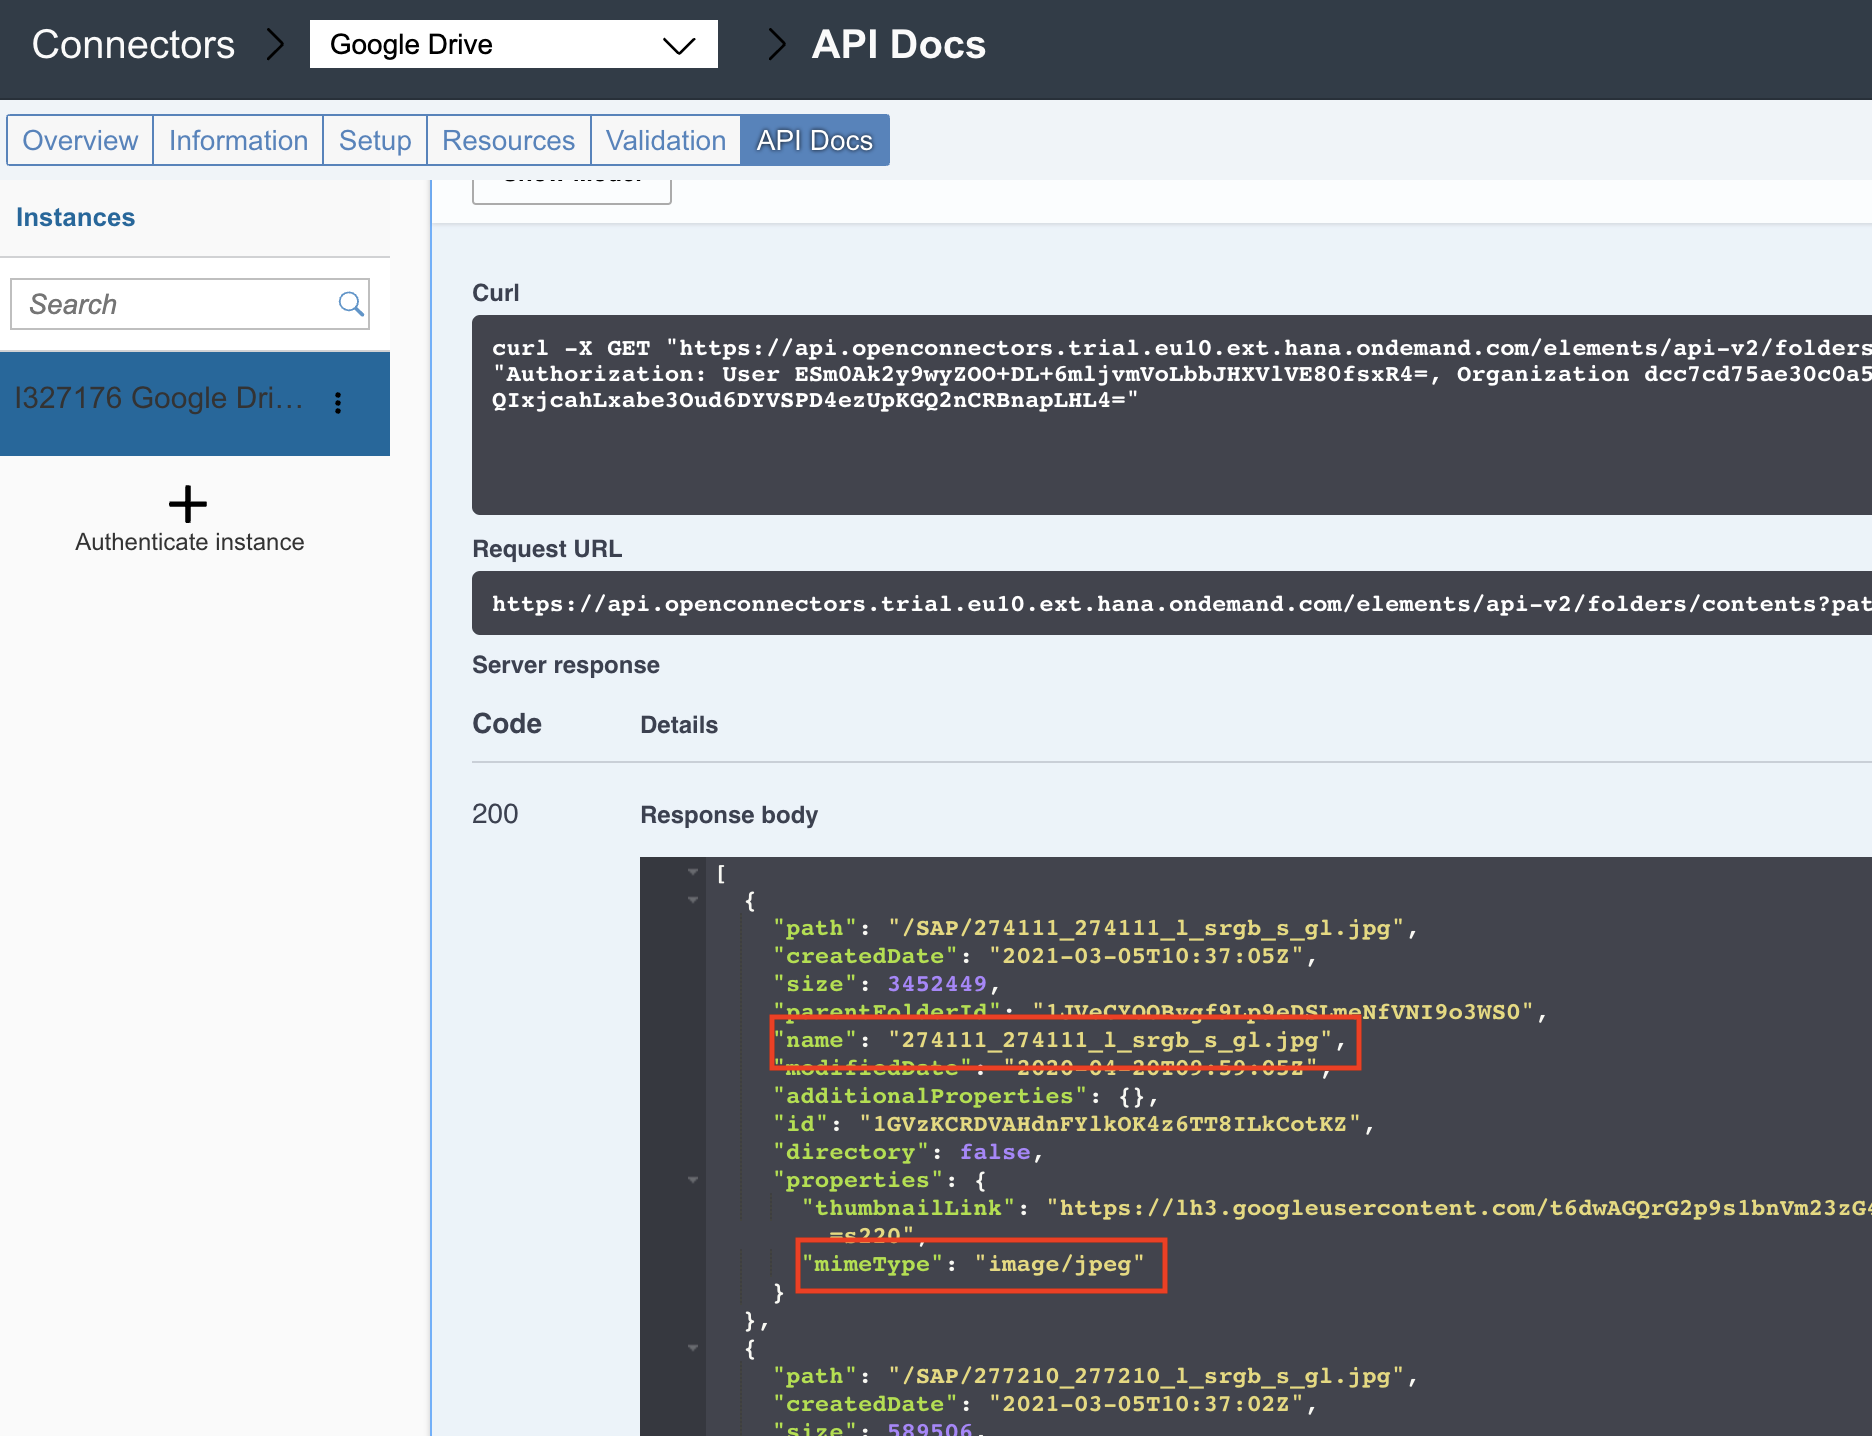 Connectors
Google Drive
API Docs
Overview
Information
Setup
Resources
Validation
API Docs
Instances
Search
I327176 Google Dri...
Authenticate instance
Curl
curl -X GET "https://api.openconnectors.trial.eu10.ext.hana.ondemand.com/elements/api-v2/folders
"Authorization: User ESm0Ak2y9wyZOO+DL+6mljvmVoLbbJHXVlVE80fsxR4=, Organization dcc7cd75ae30c0a5
QIxjcahLxabe3Oud6DYVSPD4ezUpKGQ2nCRBnapLHL4="
Request URL
https://api.openconnectors.trial.eu10.ext.hana.ondemand.com/elements/api-v2/folders/contents?pat
Server response
Code
Details
200
Response body
[
{
"path": "/SAP/274111_274111_l_srgb_s_gl.jpg",
"createdDate": "2021-03-05T10:37:05Z",
"size": 3452449,
"parentFolderId":
"name": "274111_274111_l_srgb_s_gl.jpg",
"modifiedDate": "2020-04-20T09:59:05Z",
"additionalProperties": {},
"id": "1GVzKCRDVAHdnFYlkOK4z6TT8ILkCotKZ",
"directory": false,
"properties": {
"thumbnailLink": "https://lh3.googleusercontent.com/t6dwAGQrG2p9s1bnVm23zG4
=s220",
"mimeType": "image/jpeg"
}
},
{
"path": "/SAP/277210_277210_l_srgb_s_gl.jpg",
"createdDate": "2021-03-05T10:37:02Z",
"size": 589506,